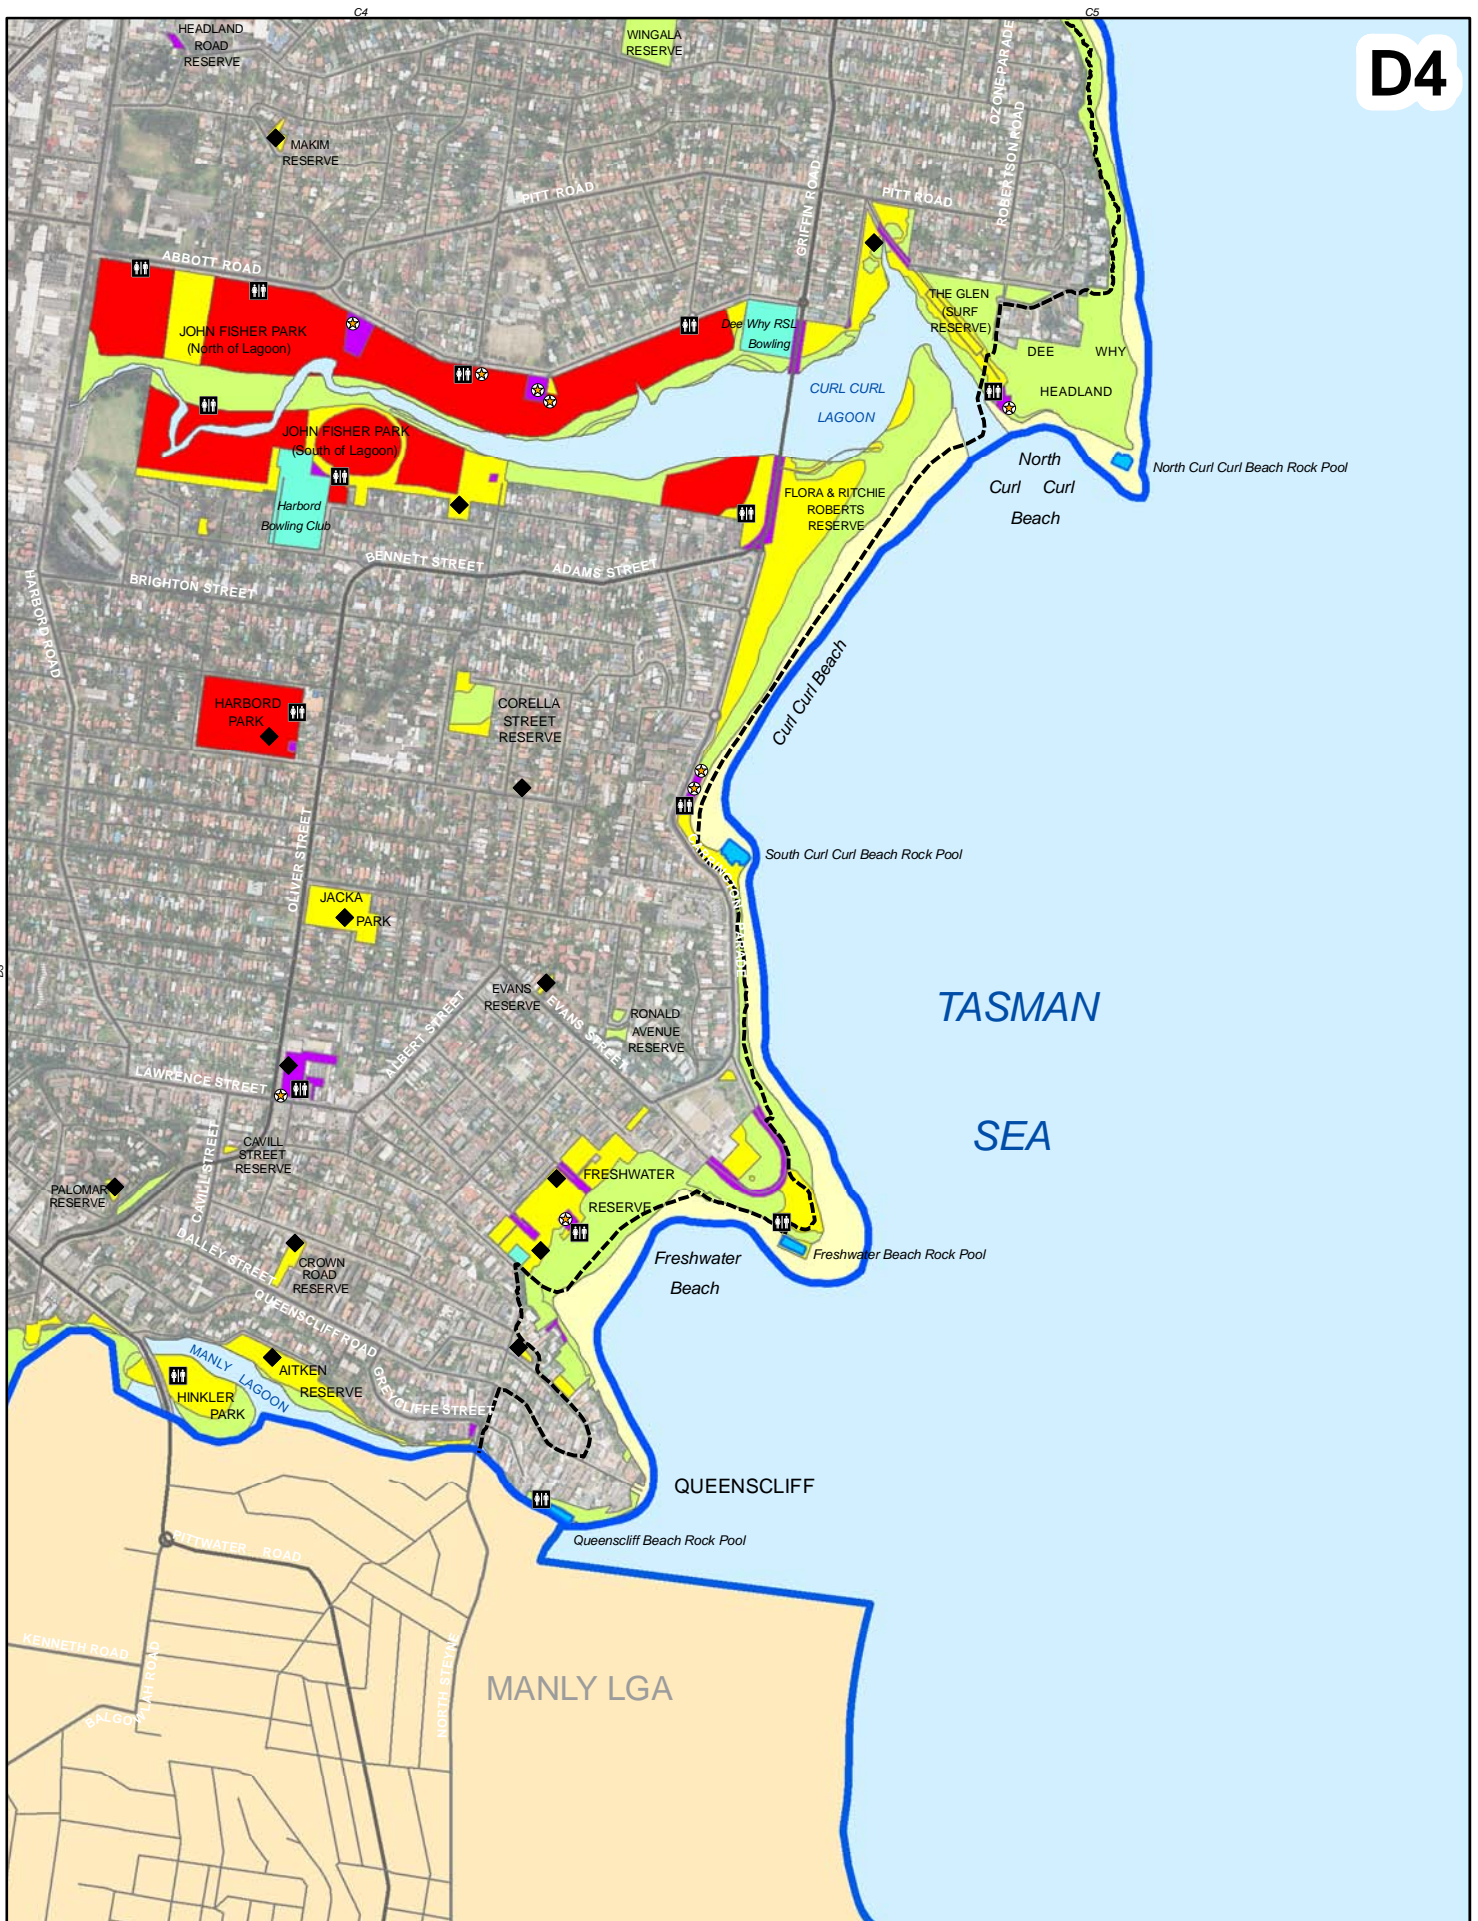 C4
C5
D4
HEADLAND
ROAD
RESERVE
WINGALA
RESERVE
OZONE PARADE
ROBERTSON ROAD
MAKIM
RESERVE
PITT ROAD
GRIFFIN ROAD
PITT ROAD
ABBOTT ROAD
THE GLEN
(SURF
RESERVE)
JOHN FISHER PARK
(North of Lagoon)
Dee Why RSL
Bowling
DEE WHY
HEADLAND
CURL CURL
LAGOON
JOHN FISHER PARK
(South of Lagoon)
North
Curl Curl
Beach
North Curl Curl Beach Rock Pool
Harbord
Bowling Club
FLORA & RITCHIE
ROBERTS
RESERVE
BENNETT STREET
ADAMS STREET
BRIGHTON STREET
HARBORD ROAD
Curl Curl Beach
HARBORD
PARK
CORELLA
STREET
RESERVE
OLIVER STREET
CARRINGTON PARADE
South Curl Curl Beach Rock Pool
JACKA
PARK
EVANS
RESERVE
EVANS STREET
RONALD
AVENUE
RESERVE
ALBERT STREET
TASMAN
SEA
LAWRENCE STREET
CAVILL
STREET
RESERVE
CAVILL STREET
PALOMAR
RESERVE
FRESHWATER
RESERVE
DALLEY STREET
CROWN
ROAD
RESERVE
Freshwater
Beach
Freshwater Beach Rock Pool
QUEENSCLIFF ROAD
MANLY
LAGOON
AITKEN
RESERVE
GREYCLIFFE STREET
HINKLER
PARK
QUEENSCLIFF
Queenscliff Beach Rock Pool
PITTWATER ROAD
KENNETH ROAD
BALGOWLAH ROAD
NORTH STEYNE
MANLY LGA